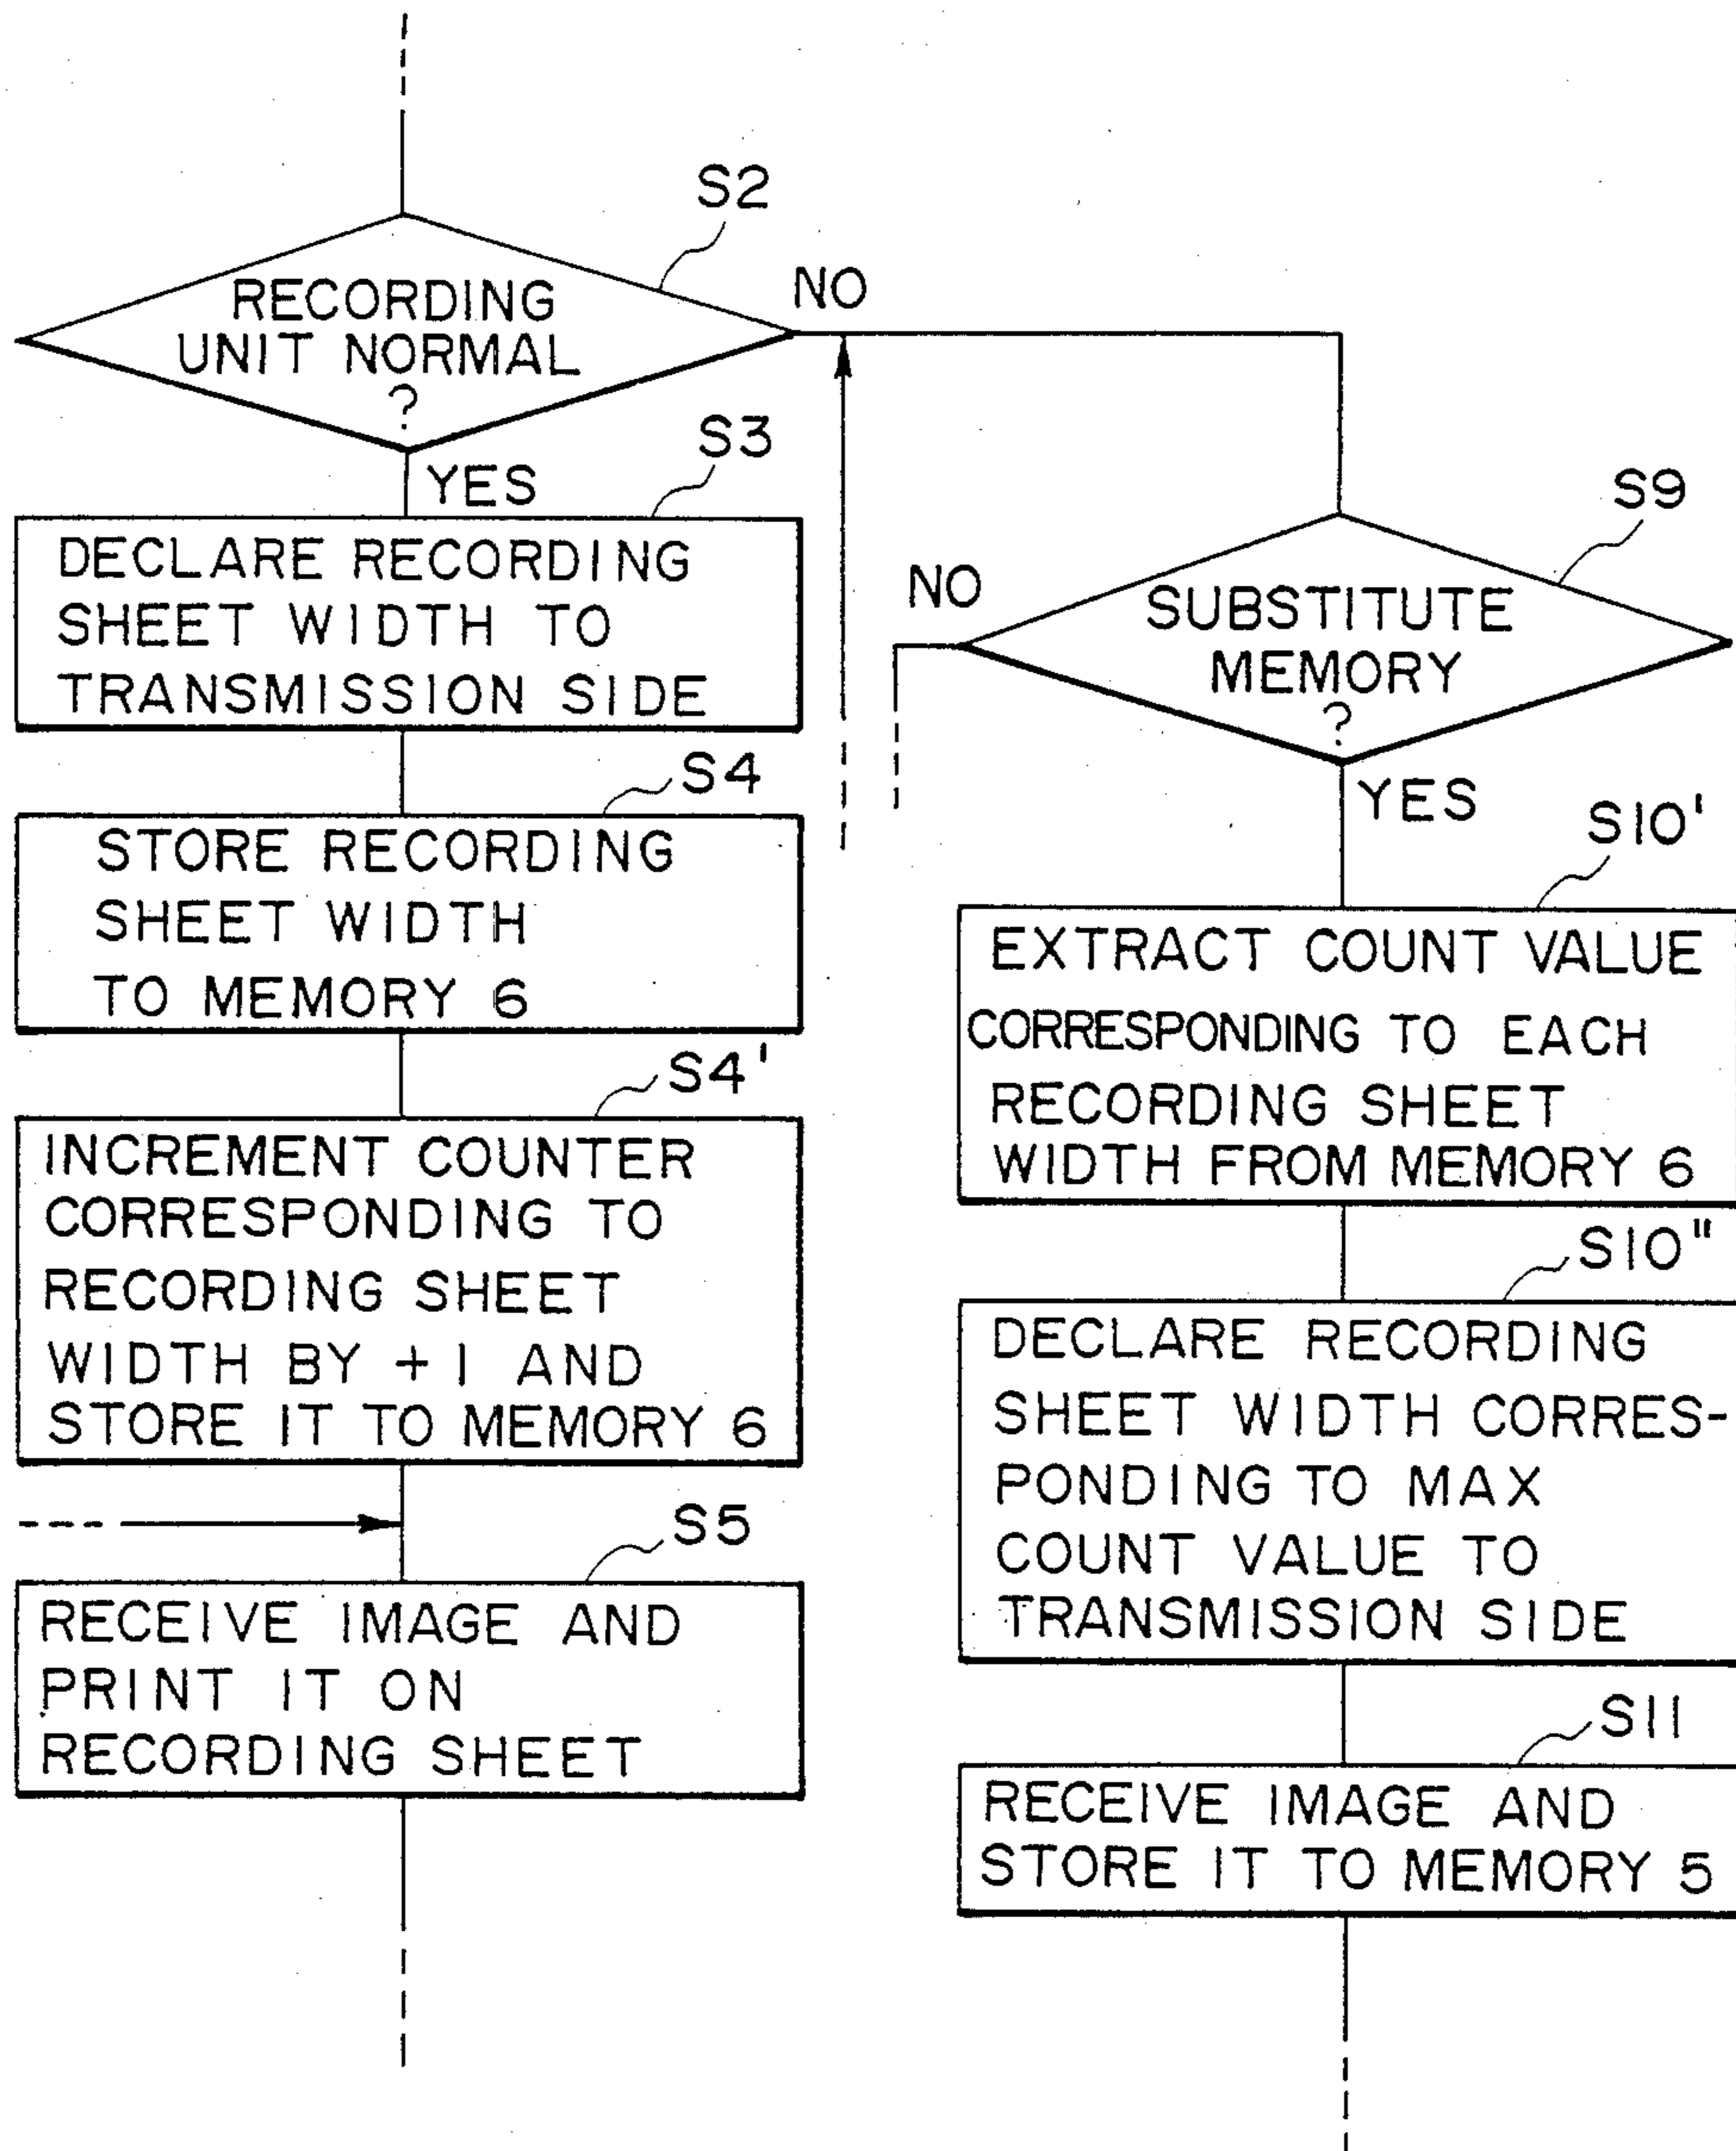 S2
RECORDING
UNIT NORMAL
?
NO
YES
S3
DECLARE RECORDING
SHEET WIDTH TO
TRANSMISSION SIDE
S4
STORE RECORDING
SHEET WIDTH
TO MEMORY 6
S4'
INCREMENT COUNTER
CORRESPONDING TO
RECORDING SHEET
WIDTH BY +1 AND
STORE IT TO MEMORY 6
S5
RECEIVE IMAGE AND
PRINT IT ON
RECORDING SHEET
S9
SUBSTITUTE
MEMORY
?
NO
YES
S10'
EXTRACT COUNT VALUE
CORRESPONDING TO EACH
RECORDING SHEET
WIDTH FROM MEMORY 6
S10"
DECLARE RECORDING
SHEET WIDTH CORRES-
PONDING TO MAX
COUNT VALUE TO
TRANSMISSION SIDE
S11
RECEIVE IMAGE AND
STORE IT TO MEMORY 5